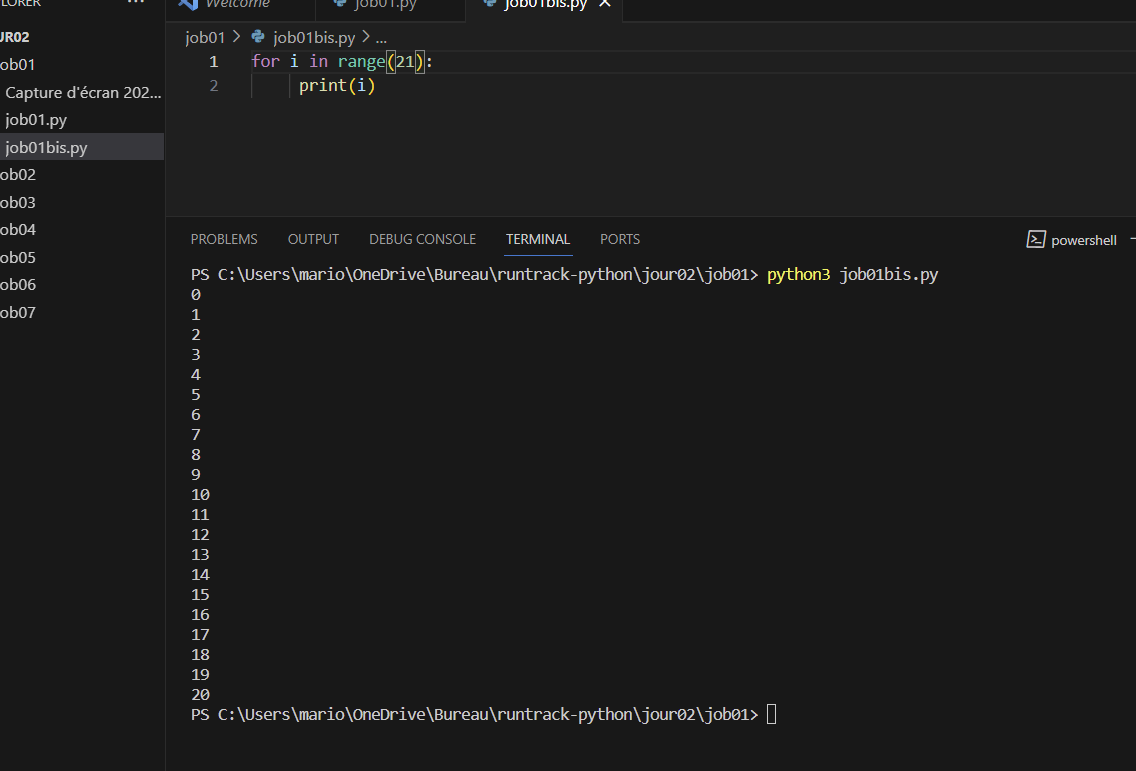 LORER ...
Welcome job01.py job01bis.py ×
UR02
ob01
Capture d'écran 202...
job01.py
job01bis.py
ob02
ob03
ob04
ob05
ob06
ob07
job01 > job01bis.py > ...
1 for i in range(21):
2 print(i)
PROBLEMS OUTPUT DEBUG CONSOLE TERMINAL PORTS powershell
PS C:\Users\mario\OneDrive\Bureau\runtrack-python\jour02\job01> python3 job01bis.py
0
1
2
3
4
5
6
7
8
9
10
11
12
13
14
15
16
17
18
19
20
PS C:\Users\mario\OneDrive\Bureau\runtrack-python\jour02\job01>